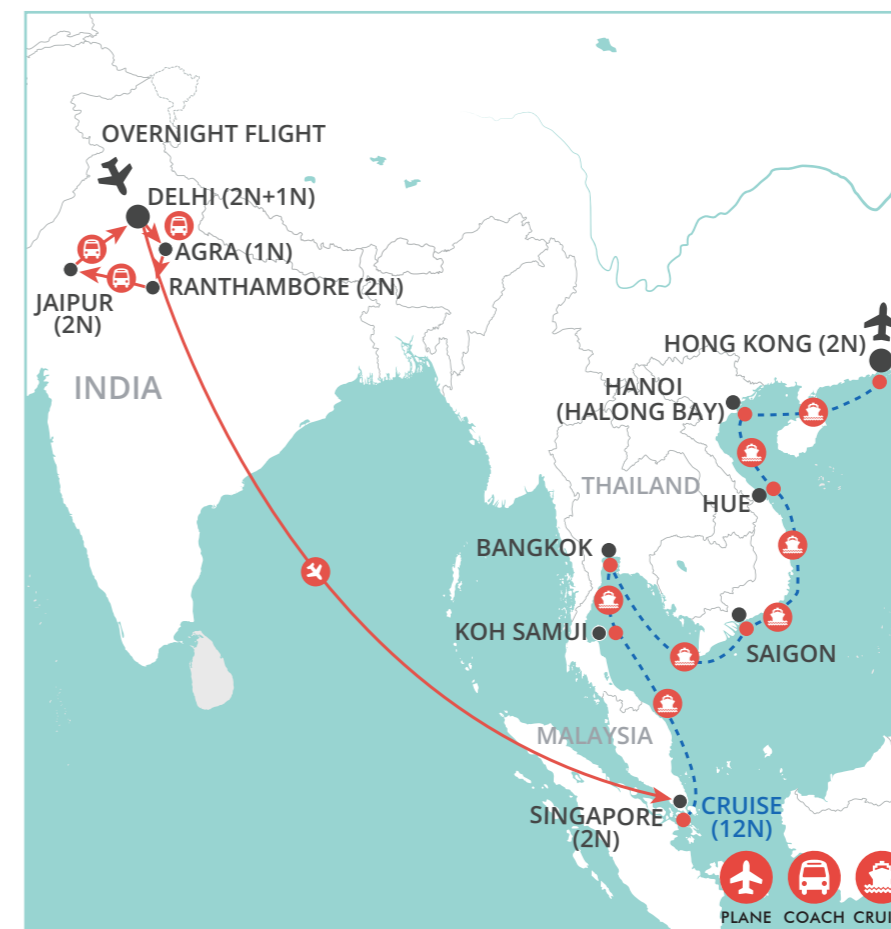 OVERNIGHT FLIGHT
DELHI (2N+1N)
AGRA (1N)
RANTHAMBORE (2N)
JAIPUR
(2N)
INDIA
HONG KONG (2N)
HANOI
(HALONG BAY)
THAILAND
HUE
BANGKOK
KOH SAMUI
SAIGON
MALAYSIA
SINGAPORE
(2N)
CRUISE
(12N)
PLANE COACH CRUI